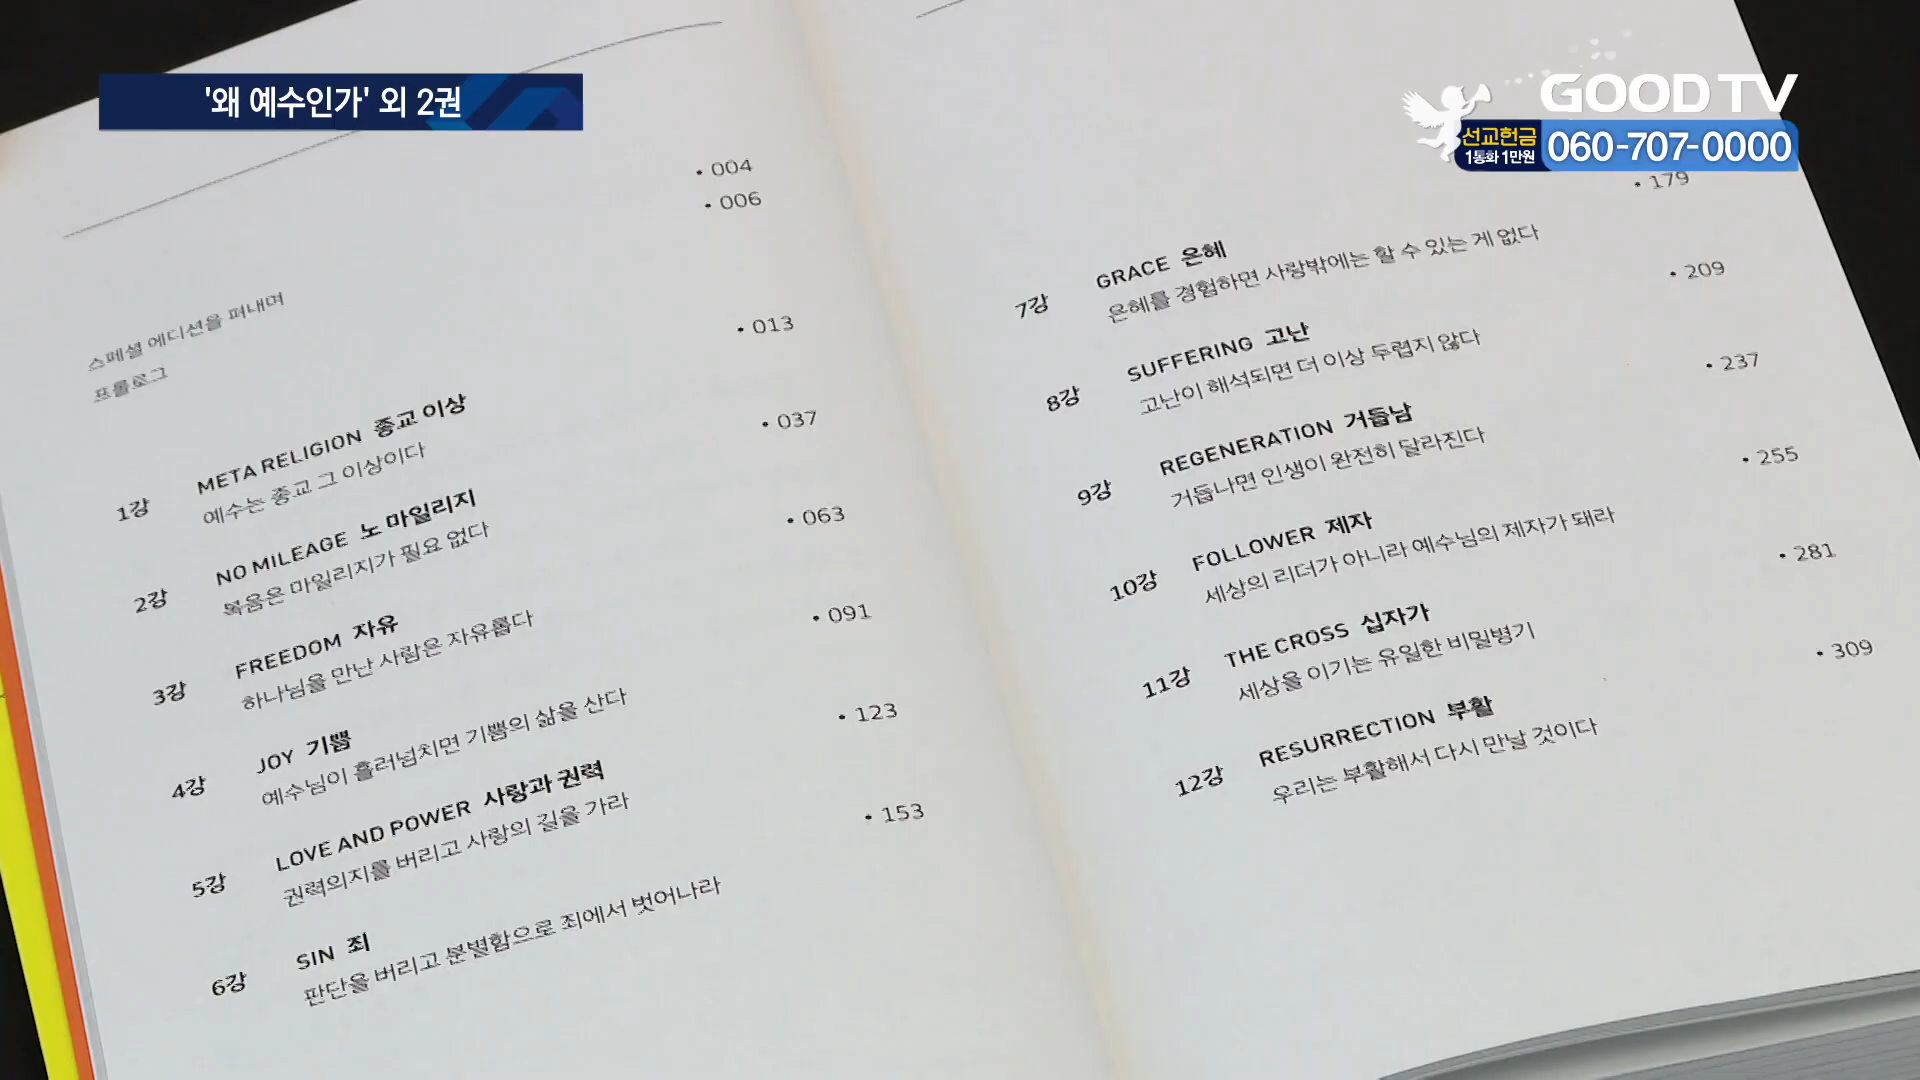 '왜 예수인가' 외 2권
GOOD TV
선교헌금
1통화 1만원
060-707-0000
스페셜 에디션을 펴내며 • 004
프롤로그 • 006
1강 META RELIGION 종교 이상 • 013
예수는 종교 그 이상이다
2강 NO MILEAGE 노 마일리지 • 037
복음은 마일리지가 필요 없다
3강 FREEDOM 자유 • 063
하나님을 만난 사람은 자유롭다
4강 JOY 기쁨 • 091
예수님이 흘러넘치면 기쁨의 삶을 산다
5강 LOVE AND POWER 사랑과 권력 • 123
권력의지를 버리고 사랑의 길을 가라
6강 SIN 죄 • 153
판단을 버리고 분별함으로 죄에서 벗어나라
7강 GRACE 은혜 • 179
은혜를 경험하면 사랑밖에는 할 수 있는 게 없다
8강 SUFFERING 고난 • 209
고난이 해석되면 더 이상 두렵지 않다
9강 REGENERATION 거듭남 • 237
거듭나면 인생이 완전히 달라진다
10강 FOLLOWER 제자 • 255
세상의 리더가 아니라 예수님의 제자가 돼라
11강 THE CROSS 십자가 • 281
세상을 이기는 유일한 비밀병기
12강 RESURRECTION 부활 • 309
우리는 부활해서 다시 만날 것이다